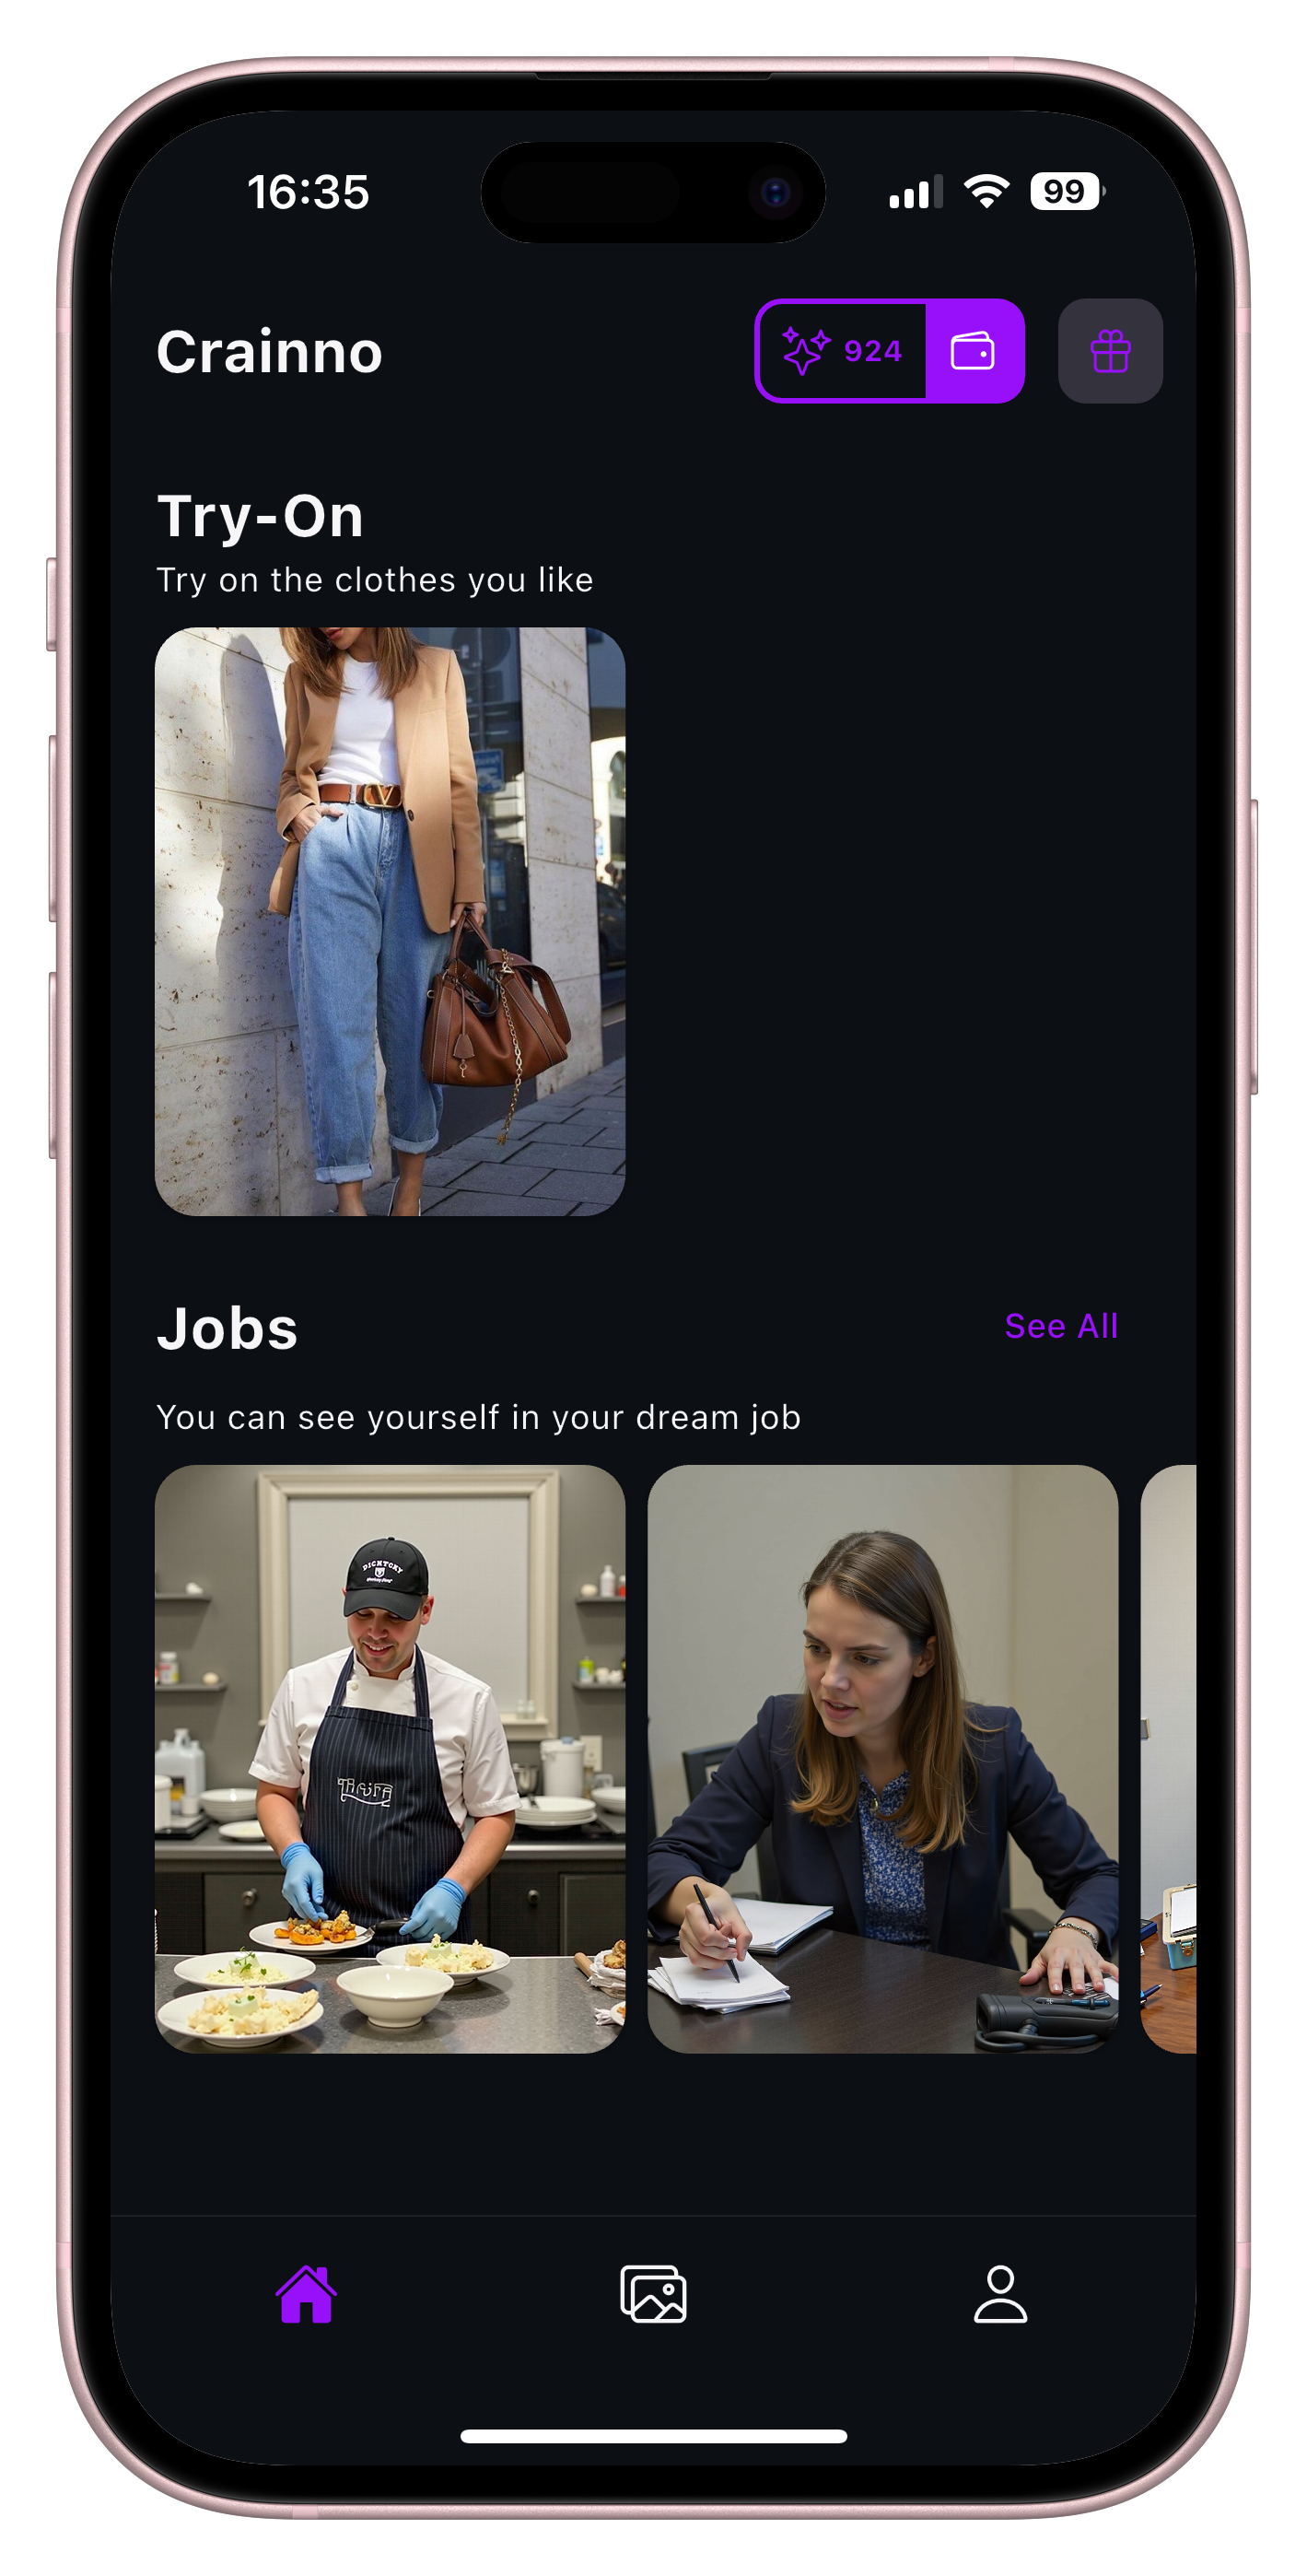 16:35
99
Crainno
924
Try-On
Try on the clothes you like
Jobs
See All
You can see yourself in your dream job
DICHTCKY